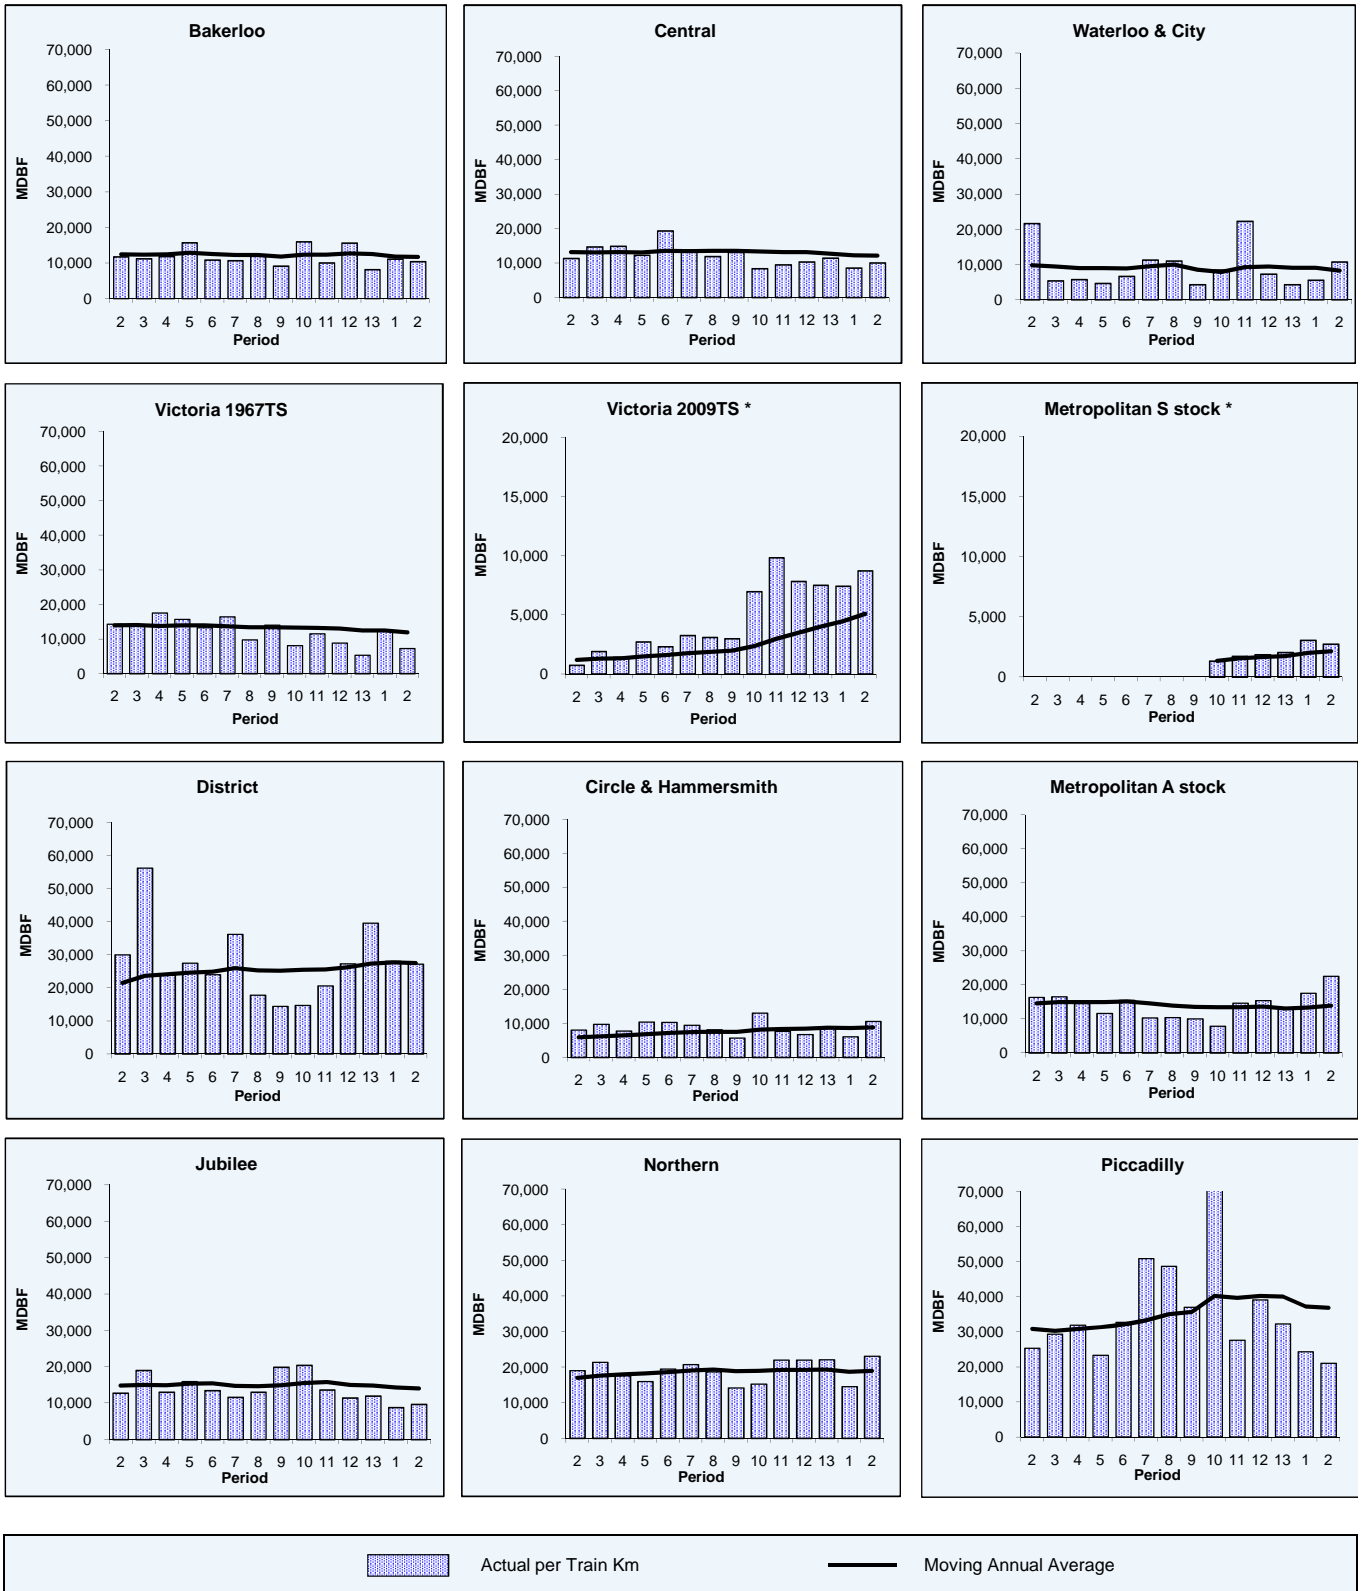 Bakerloo
70,000
60,000
50,000
40,000
30,000
20,000
10,000
0
MDBF
2 3 4 5 6 7 8 9 10 11 12 13 1 2
Period
Central
70,000
60,000
50,000
40,000
30,000
20,000
10,000
0
MDBF
2 3 4 5 6 7 8 9 10 11 12 13 1 2
Period
Waterloo & City
70,000
60,000
50,000
40,000
30,000
20,000
10,000
0
MDBF
2 3 4 5 6 7 8 9 10 11 12 13 1 2
Period
Victoria 1967TS
70,000
60,000
50,000
40,000
30,000
20,000
10,000
0
MDBF
2 3 4 5 6 7 8 9 10 11 12 13 1 2
Period
Victoria 2009TS *
20,000
15,000
10,000
5,000
0
MDBF
2 3 4 5 6 7 8 9 10 11 12 13 1 2
Period
Metropolitan S stock *
20,000
15,000
10,000
5,000
0
MDBF
2 3 4 5 6 7 8 9 10 11 12 13 1 2
Period
District
70,000
60,000
50,000
40,000
30,000
20,000
10,000
0
MDBF
2 3 4 5 6 7 8 9 10 11 12 13 1 2
Period
Circle & Hammersmith
70,000
60,000
50,000
40,000
30,000
20,000
10,000
0
MDBF
2 3 4 5 6 7 8 9 10 11 12 13 1 2
Period
Metropolitan A stock
70,000
60,000
50,000
40,000
30,000
20,000
10,000
0
MDBF
2 3 4 5 6 7 8 9 10 11 12 13 1 2
Period
Jubilee
70,000
60,000
50,000
40,000
30,000
20,000
10,000
0
MDBF
2 3 4 5 6 7 8 9 10 11 12 13 1 2
Period
Northern
70,000
60,000
50,000
40,000
30,000
20,000
10,000
0
MDBF
2 3 4 5 6 7 8 9 10 11 12 13 1 2
Period
Piccadilly
70,000
60,000
50,000
40,000
30,000
20,000
10,000
0
MDBF
2 3 4 5 6 7 8 9 10 11 12 13 1 2
Period
Actual per Train Km
Moving Annual Average